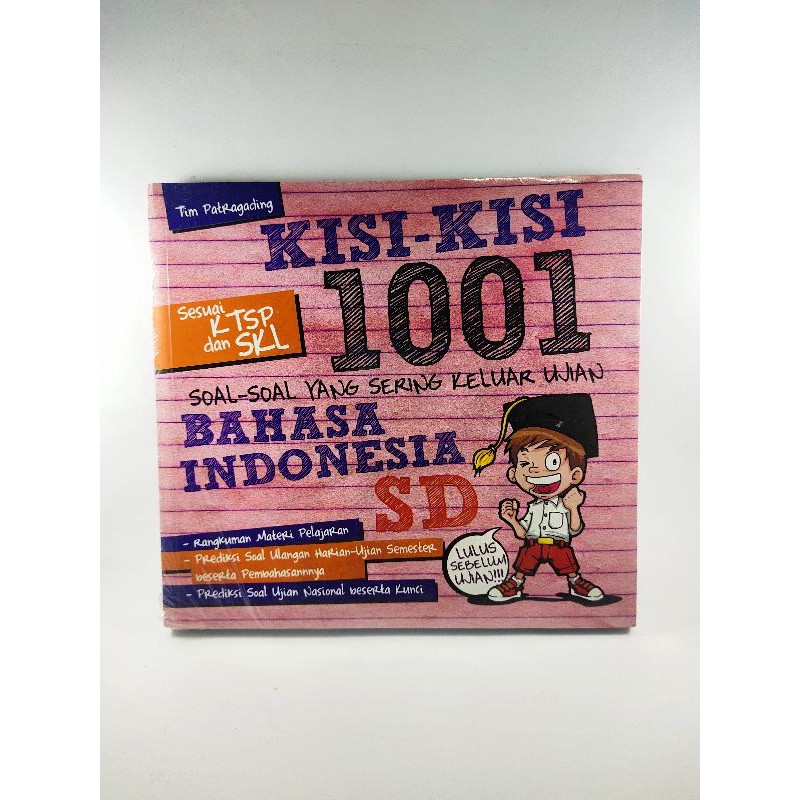 Tim Patragading
KISI-KISI
1001
Sesuai
KTSP
dan SKL
SOAL-SOAL YANG SERING KELUAR UJIAN
BAHASA
INDONESIA
SD
- Rangkuman Materi Pelajaran
- Prediksi Soal Ulangan Harian-Ujian Semester
beserta Pembahasannnya
- Prediksi Soal Ujian Nasional beserta Kunci
LULUS
SEBELUM
UJIAN!!!